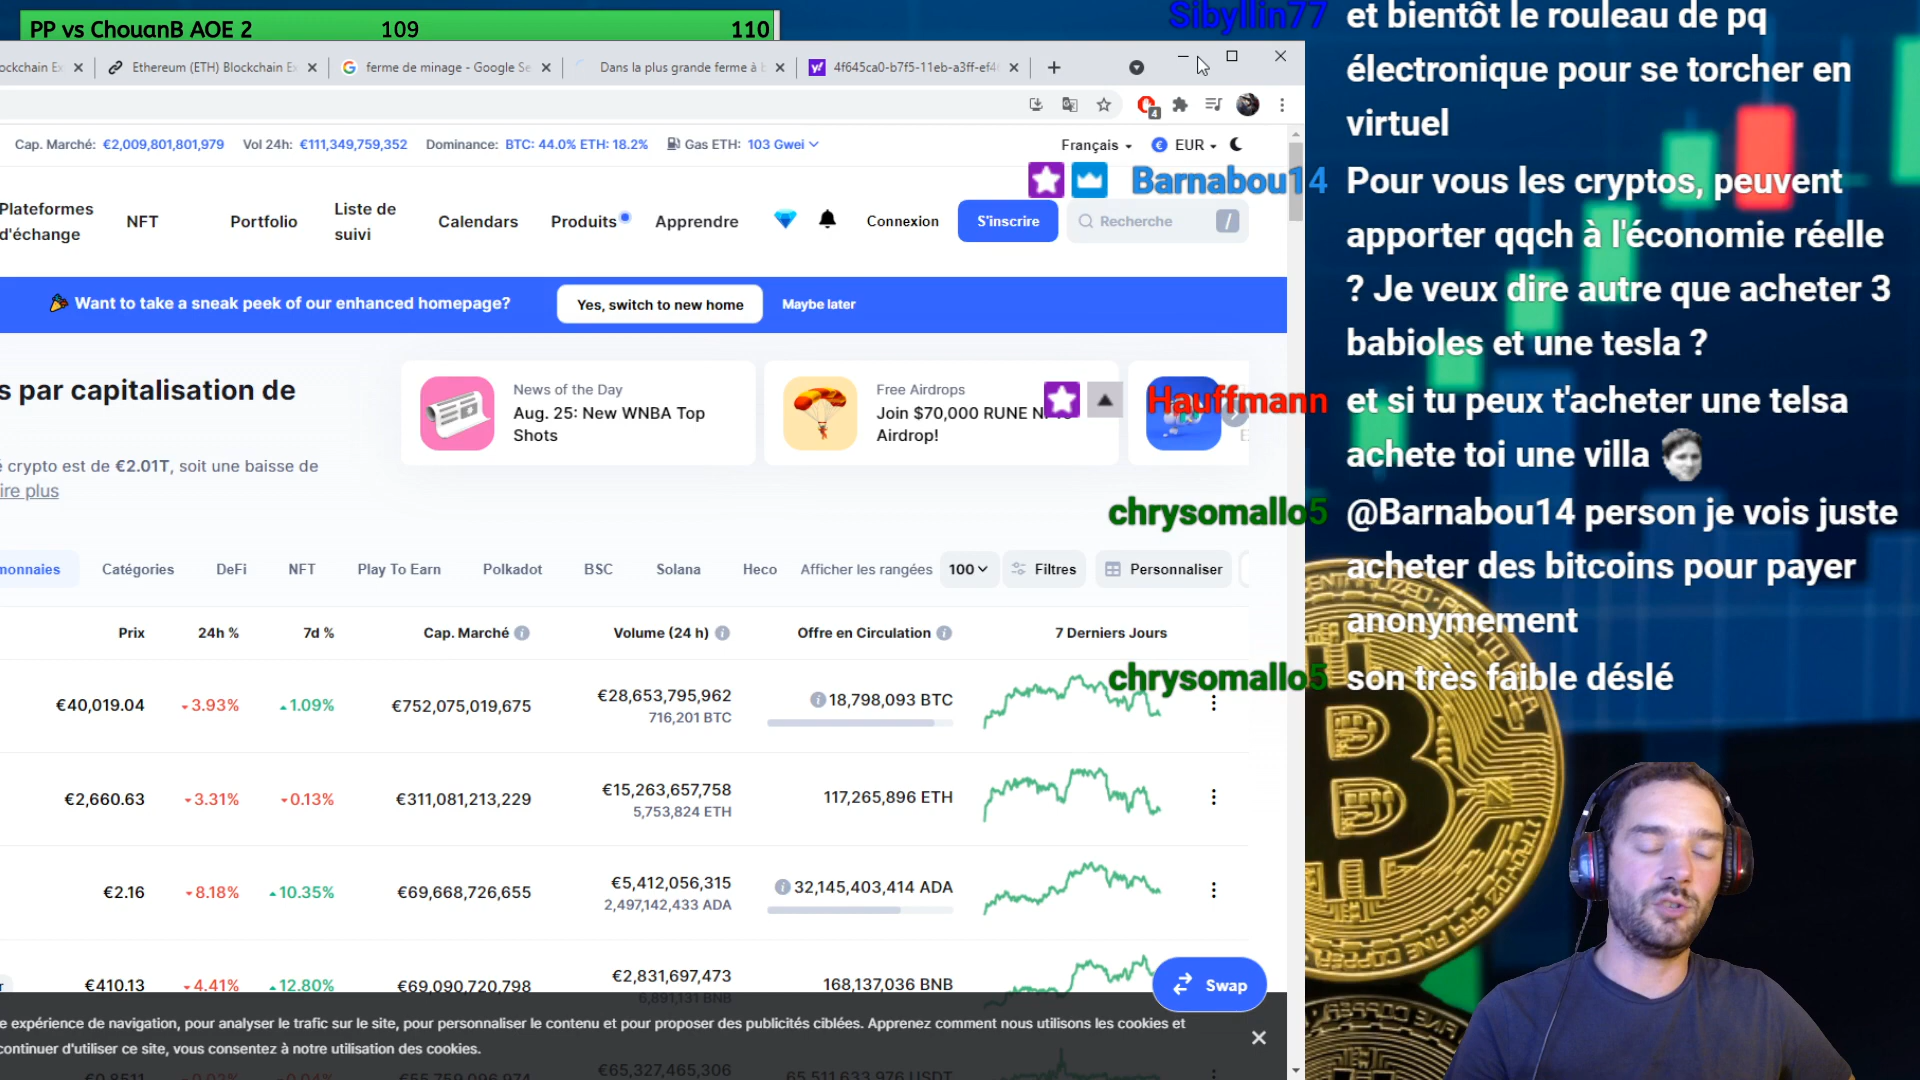 PP vs ChouanB AOE 2 109 110
ockchain Ex
Ethereum (ETH) Blockchain Ex
ferme de minage - Google Se
Dans la plus grande ferme à b
4f645ca0-b7f5-11eb-a3ff-ef4
4
Cap. Marché: €2,009,801,801,979 Vol 24h: €111,349,759,352 Dominance: BTC: 44.0% ETH: 18.2% Gas ETH: 103 Gwei
Français EUR
Plateformes d'échange
NFT
Portfolio
Liste de suivi
Calendars
Produits
Apprendre
Connexion
S'inscrire
Recherche /
Want to take a sneak peek of our enhanced homepage?
Yes, switch to new home
Maybe later
s par capitalisation de
é crypto est de €2.01T, soit une baisse de
ire plus
News of the Day
Aug. 25: New WNBA Top
Shots
Free Airdrops
Join $70,000 RUNE
Airdrop!
monnaies Catégories DeFi NFT Play To Earn Polkadot BSC Solana Heco Afficher les rangées 100 Filtres Personnaliser
Prix 24h % 7d % Cap. Marché Volume (24 h) Offre en Circulation 7 Derniers Jours
€40,019.04 3.93% 1.09% €752,075,019,675 €28,653,795,962 18,798,093 BTC
716,201 BTC
€2,660.63 3.31% 0.13% €311,081,213,229 €15,263,657,758 117,265,896 ETH
5,753,824 ETH
€2.16 8.18% 10.35% €69,668,726,655 €5,412,056,315 32,145,403,414 ADA
2,497,142,433 ADA
€410.13 4.41% 12.80% €69,090,720,798 €2,831,697,473 168,137,036 BNB
6,891,131 BNB
Swap
e expérience de navigation, pour analyser le trafic sur le site, pour personnaliser le contenu et pour proposer des publicités ciblées. Apprenez comment nous utilisons les cookies et
continuer d'utiliser ce site, vous consentez à notre utilisation des cookies.
€65,327,465,306
Sibyllin77 et bientôt le rouleau de pq
électronique pour se torcher en
virtuel
Barnabou14 Pour vous les cryptos, peuvent
apporter qqch à l'économie réelle
? Je veux dire autre que acheter 3
babioles et une tesla ?
Hauffmann et si tu peux t'acheter une telsa
achete toi une villa
chrysomallo5 @Barnabou14 person je vois juste
acheter des bitcoins pour payer
anonymement
chrysomallo5 son très faible déslé